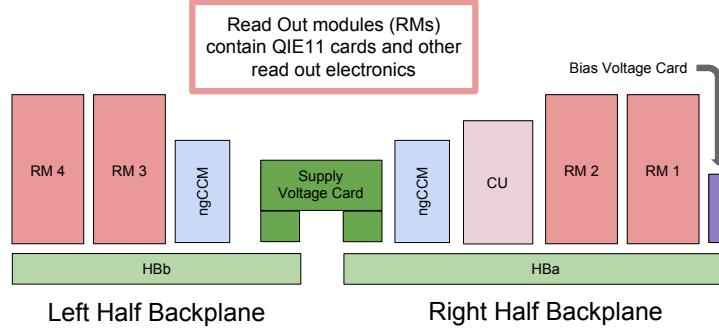 Read Out modules (RMs)
contain QIE11 cards and other
read out electronics
Bias Voltage Card
RM 4
RM 3
ngCCM
Supply
Voltage Card
ngCCM
CU
RM 2
RM 1
HBb
HBa
Left Half Backplane
Right Half Backplane